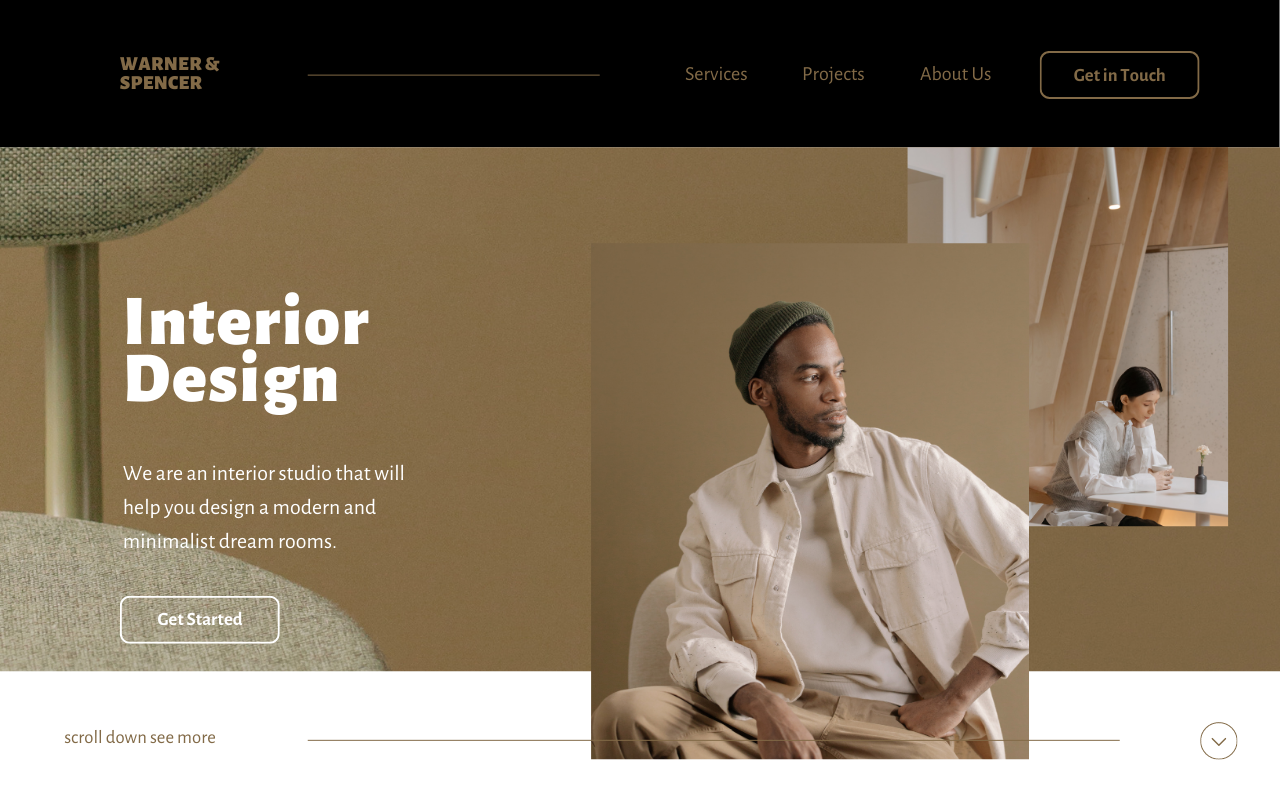 WARNER &
SPENCER
Services
Projects
About Us
Get in Touch
Interior
Design
We are an interior studio that will
help you design a modern and
minimalist dream rooms.
Get Started
scroll down see more